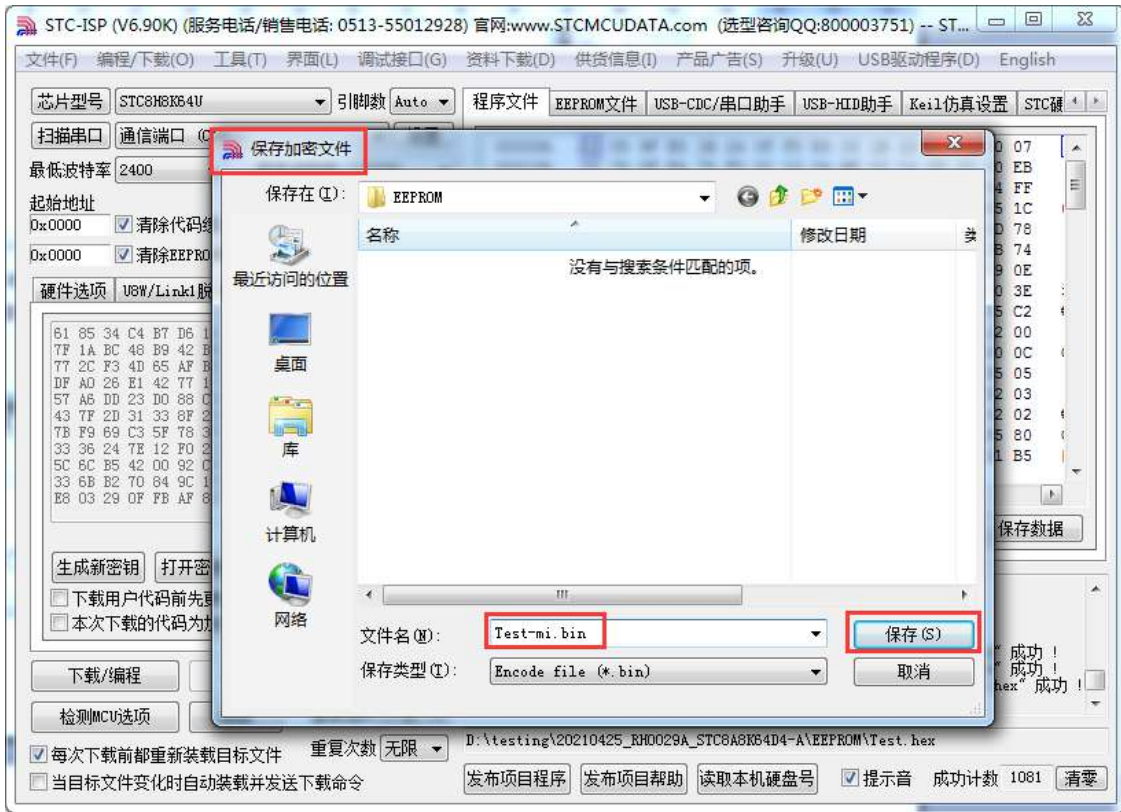 STC-ISP (V6.90K) (服务电话/销售电话: 0513-55012928) 官网:www.STCMCUDATA.com (选型咨询QQ:800003751) -- ST...
文件(F) 编程/下载(O) 工具(T) 界面(L) 调试接口(G) 资料下载(D) 供货信息(I) 产品广告(S) 升级(U) USB驱动程序(D) English
芯片型号 STC8H8K64U 引脚数 Auto 程序文件 EEPROM文件 USB-CDC/串口助手 USB-HID助手 Keil仿真设置
扫描串口 通信端口
最低波特率 2400
起始地址
0x0000 清除代码
0x0000 清除EEPRO
硬件选项 U8W/Link1脱
61 85 34 C4 B7 D6
7F 1A BC 48 B9 42
77 2C F3 4D 65 AF
DF A0 26 E1 42 77
57 A6 DD 23 D0 88
43 7F 2D 31 33 8F
7B F9 69 C3 5F 78
33 36 24 7E 12 F0
5C 6C B5 42 00 92
33 6B B2 70 84 9C
E8 03 29 0F FB AF
生成新密钥 打开密
下载用户代码前先
本次下载的代码为
下载/编程
检测MCU选项
每次下载前都重新装载目标文件 重复次数 无限
当目标文件变化时自动装载并发送下载命令
保存加密文件
保存在(I): EEPROM
名称 修改日期
没有与搜索条件匹配的项。
最近访问的位置
桌面
库
计算机
网络
文件名(N): Test-mi.bin 保存(S)
保存类型(T): Encode file (*.bin) 取消
07
EB
FF
1C
78
74
0E
3E
C2
00
0C
05
03
02
80
B5
保存数据
成功 !
成功 !
hex" 成功 !
D:\testing\20210425_RH0029A_STC8A8K64D4-A\EEPROM\Test.hex
发布项目程序 发布项目帮助 读取本机硬盘号 提示音 成功计数 1081 清零